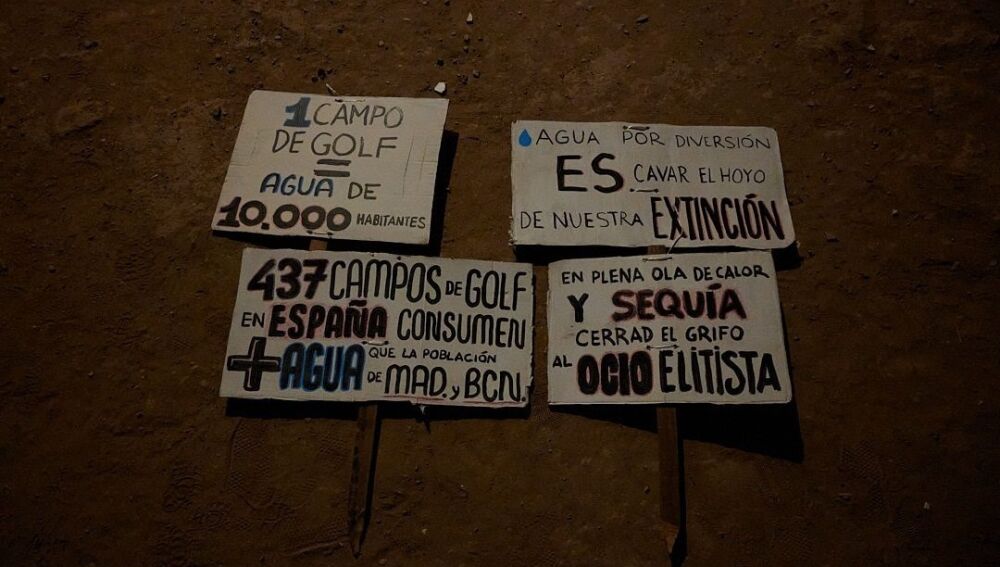 1 CAMPO
DE GOLF
=
AGUA DE
10.000 HABITANTES
AGUA POR DIVERSIÓN
ES CAVAR EL HOYO
DE NUESTRA EXTINCIÓN
437 CAMPOS DE GOLF
EN ESPAÑA CONSUMEN
+ AGUA QUE LA POBLACIÓN
DE MAD. y BCN.
EN PLENA OLA DE CALOR
Y SEQUÍA
CERRAD EL GRIFO
AL OCIO ELITISTA